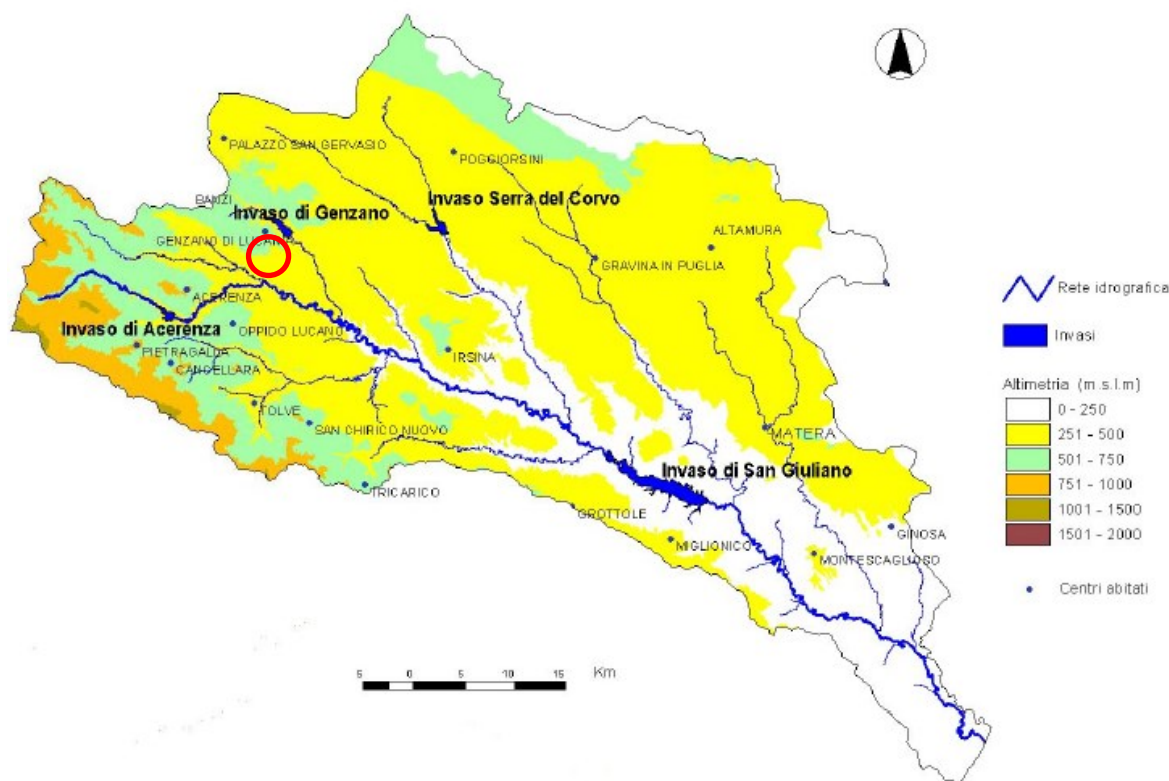 PALAZZO SAN GERVASIO
POGGIORSINI
BANZI
Invaso di Genzano
Invaso Serra del Corvo
GENZANO DI LUCANIA
ALTAMURA
GRAVINA IN PUGLIA
ACERENZA
Invaso di Acerenza
OPPIDO LUCANO
PIETRAGALLA
CANCELLARA
IRSINA
TOLVE
SAN CHIRICO NUOVO
MATERA
Invaso di San Giuliano
TRICARICO
GROTTOLE
GINOSA
MIGLIONICO
MONTESCAGLIOSO
5 0 5 10 15 Km
Rete idrografica
Invasi
Altimetria (m.s.l.m)
0 - 250
251 - 500
501 - 750
751 - 1000
1001 - 1500
1501 - 2000
Centri abitati